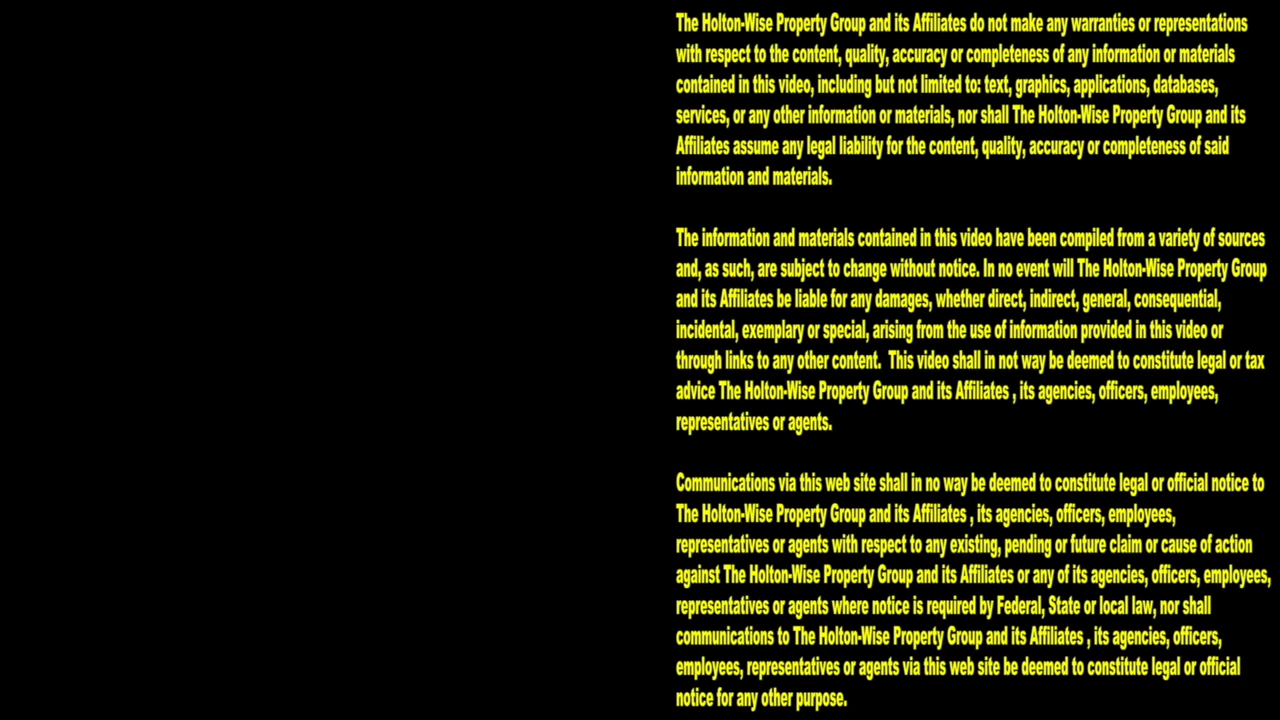 The Holton-Wise Property Group and its Affiliates do not make any warranties or representations
with respect to the content, quality, accuracy or completeness of any information or materials
contained in this video, including but not limited to: text, graphics, applications, databases,
services, or any other information or materials, nor shall The Holton-Wise Property Group and its
Affiliates assume any legal liability for the content, quality, accuracy or completeness of said
information and materials.
The information and materials contained in this video have been compiled from a variety of sources
and, as such, are subject to change without notice. In no event will The Holton-Wise Property Group
and its Affiliates be liable for any damages, whether direct, indirect, general, consequential,
incidental, exemplary or special, arising from the use of information provided in this video or
through links to any other content.  This video shall in not way be deemed to constitute legal or tax
advice The Holton-Wise Property Group and its Affiliates , its agencies, officers, employees,
representatives or agents.
Communications via this web site shall in no way be deemed to constitute legal or official notice to
The Holton-Wise Property Group and its Affiliates , its agencies, officers, employees,
representatives or agents with respect to any existing, pending or future claim or cause of action
against The Holton-Wise Property Group and its Affiliates or any of its agencies, officers, employees,
representatives or agents where notice is required by Federal, State or local law, nor shall
communications to The Holton-Wise Property Group and its Affiliates , its agencies, officers,
employees, representatives or agents via this web site be deemed to constitute legal or official
notice for any other purpose.